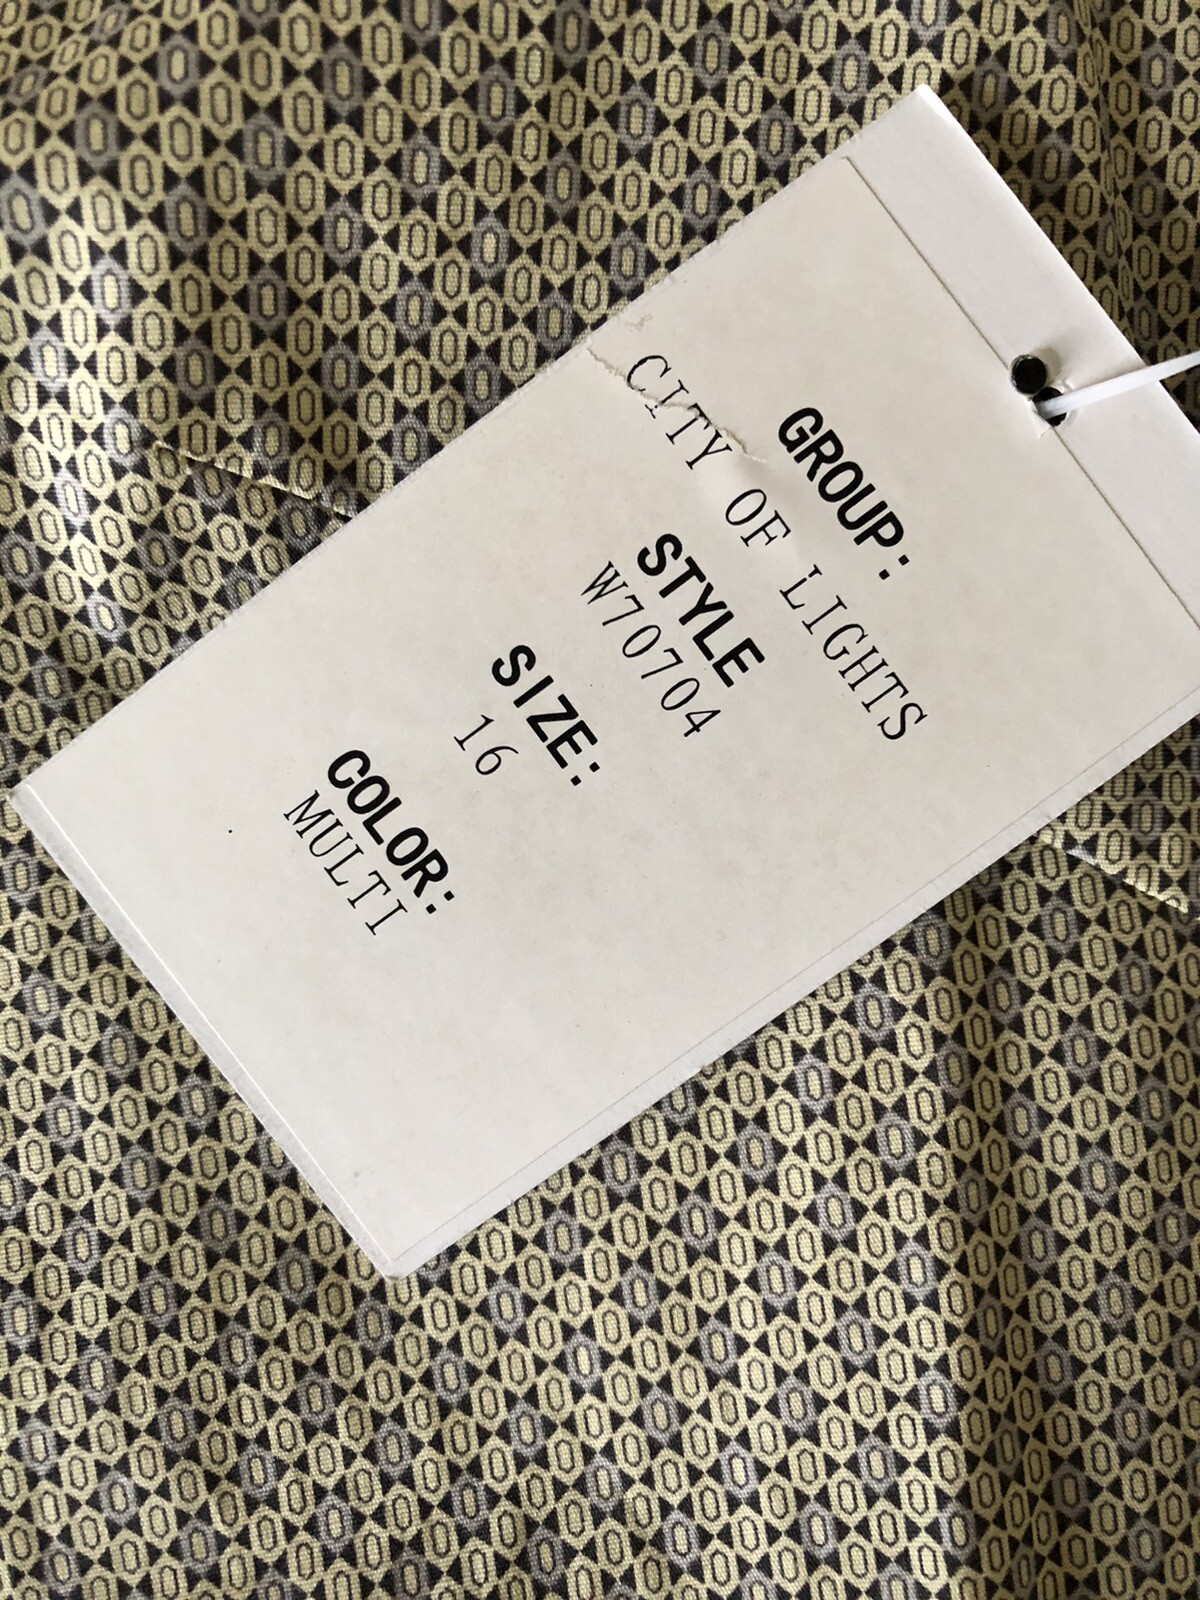 GROUP:
CITY OF LIGHTS
STYLE
W70704
SIZE:
16
COLOR:
MULTI